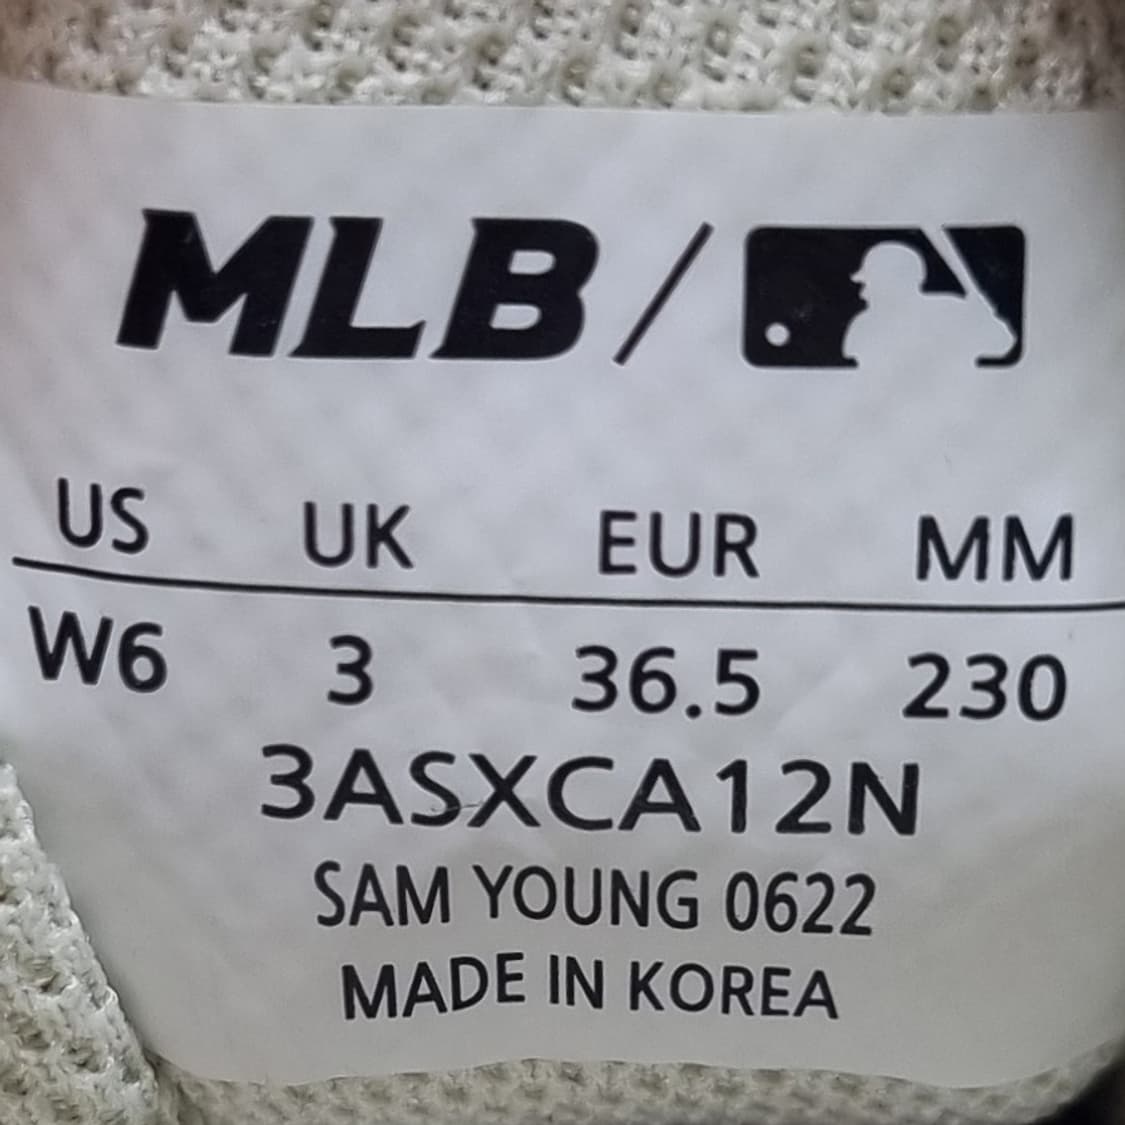 MLB /
US UK EUR MM
W6 3 36.5 230
3ASXCA12N
SAM YOUNG 0622
MADE IN KOREA